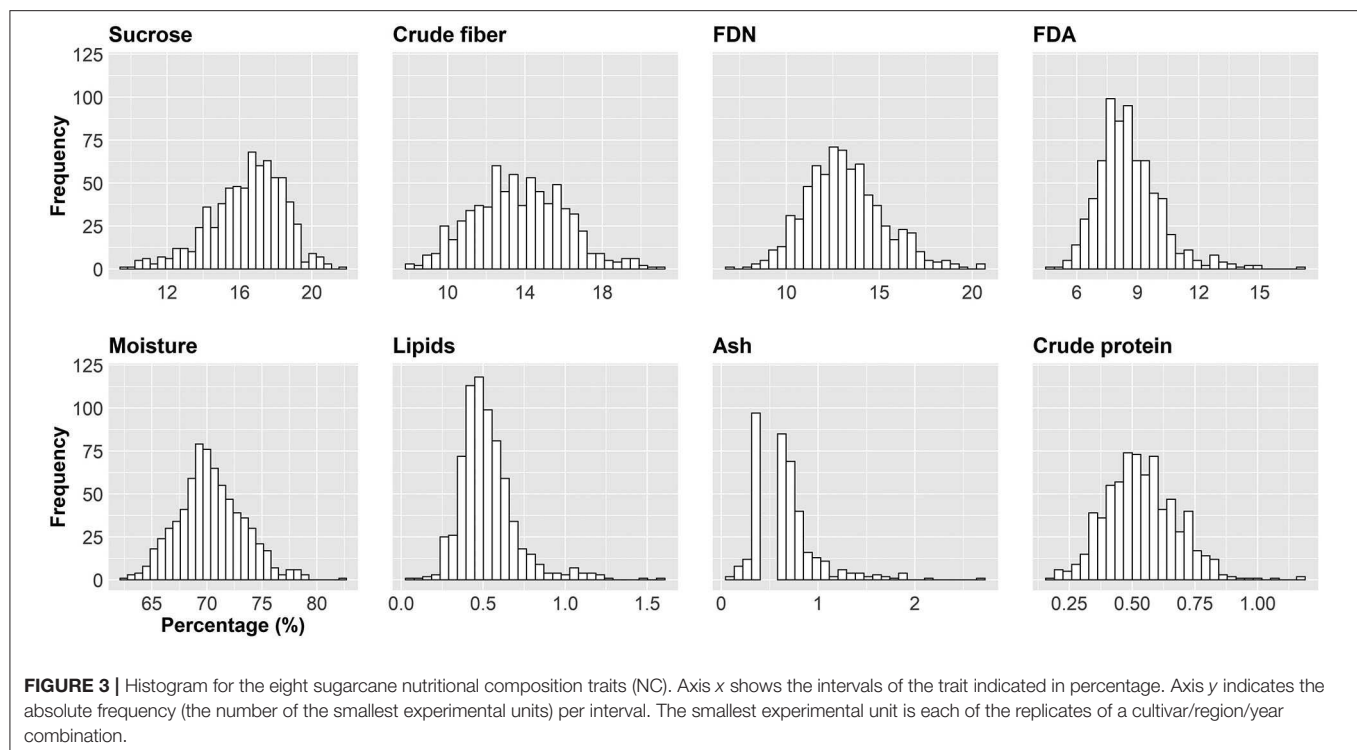 Sucrose
Crude fiber
FDN
FDA
125
100
75
50
25
0
Frequency
12 16 20
10 14 18
10 15 20
6 9 12 15
Moisture
Lipids
Ash
Crude protein
125
100
75
50
25
0
Frequency
65 70 75 80
0.0 0.5 1.0 1.5
0 1 2
0.25 0.50 0.75 1.00
Percentage (%)
FIGURE 3 | Histogram for the eight sugarcane nutritional composition traits (NC). Axis x shows the intervals of the trait indicated in percentage. Axis y indicates the
absolute frequency (the number of the smallest experimental units) per interval. The smallest experimental unit is each of the replicates of a cultivar/region/year
combination.